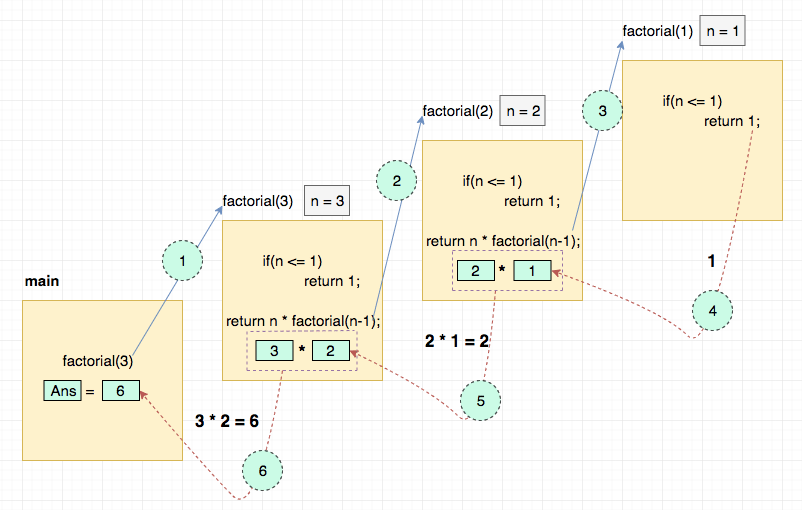 main
factorial(3)
Ans = 6
1
factorial(3) n = 3
if(n <= 1)
return 1;
return n * factorial(n-1);
3 * 2
3 * 2 = 6
6
2
factorial(2) n = 2
if(n <= 1)
return 1;
return n * factorial(n-1);
2 * 1
2 * 1 = 2
5
3
factorial(1) n = 1
if(n <= 1)
return 1;
1
4